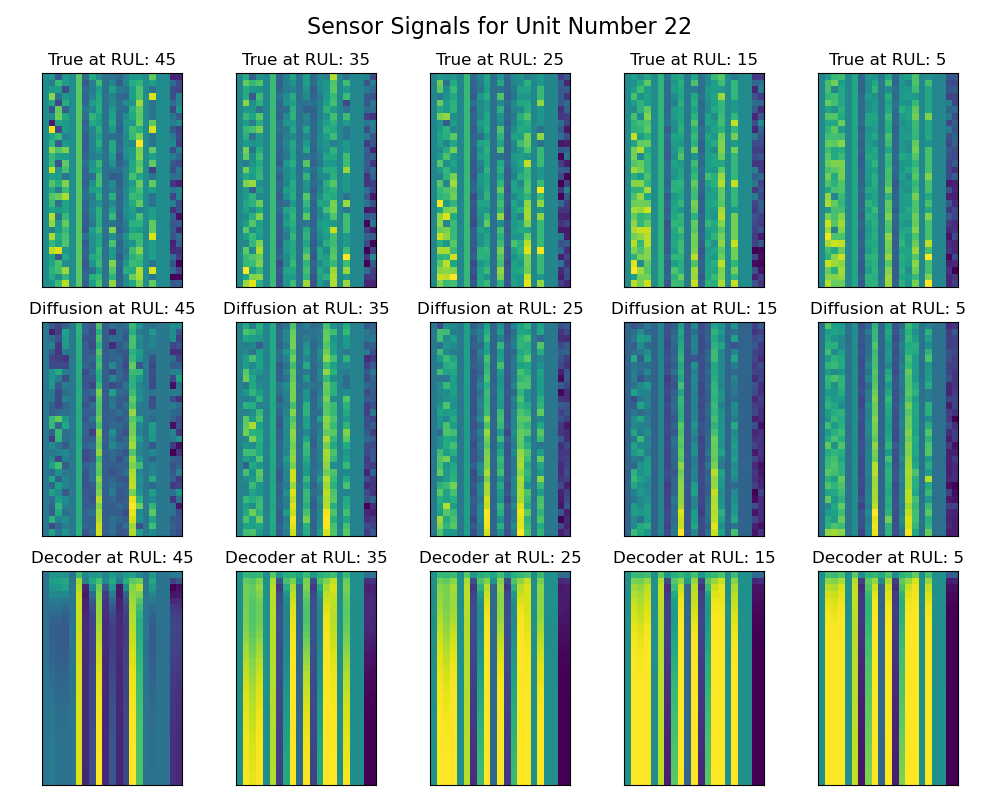 Sensor Signals for Unit Number 22
True at RUL: 45
True at RUL: 35
True at RUL: 25
True at RUL: 15
True at RUL: 5
Diffusion at RUL: 45
Diffusion at RUL: 35
Diffusion at RUL: 25
Diffusion at RUL: 15
Diffusion at RUL: 5
Decoder at RUL: 45
Decoder at RUL: 35
Decoder at RUL: 25
Decoder at RUL: 15
Decoder at RUL: 5